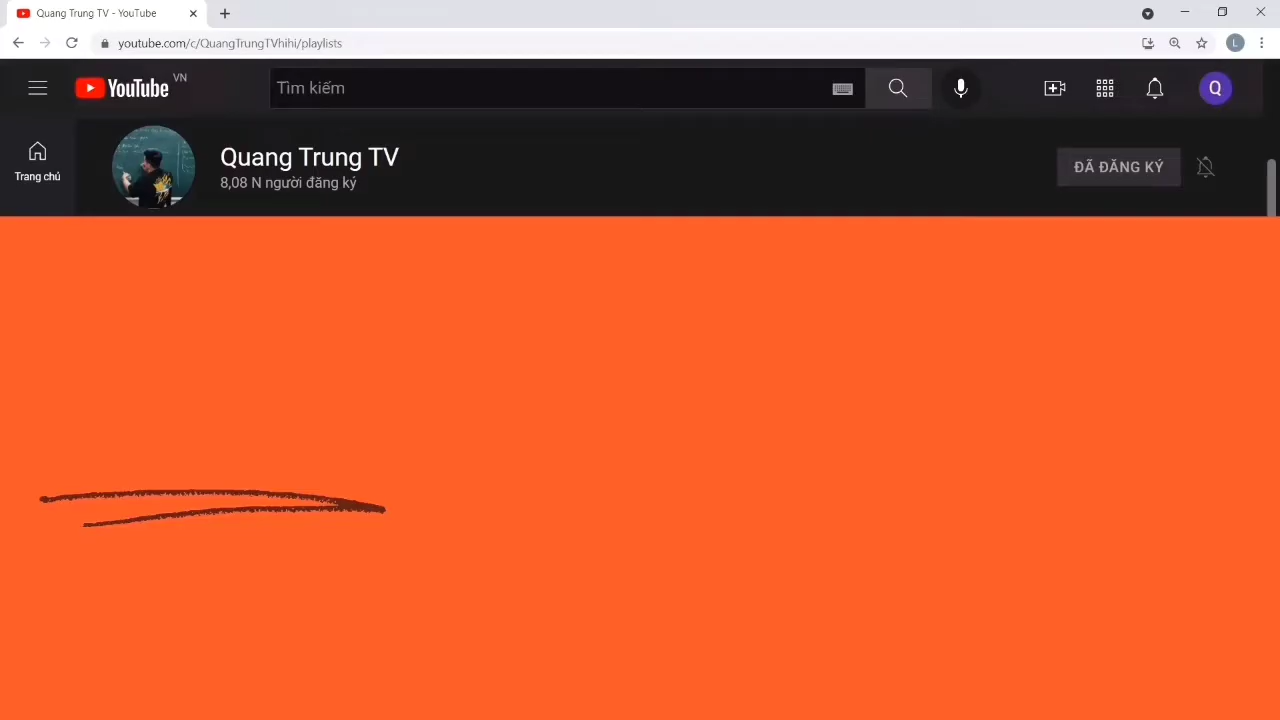 Quang Trung TV - YouTube
youtube.com/c/QuangTrungTVhihi/playlists
L
YouTube VN
Tìm kiếm
Q
Trang chủ
Quang Trung TV
8,08 N người đăng ký
ĐÃ ĐĂNG KÝ